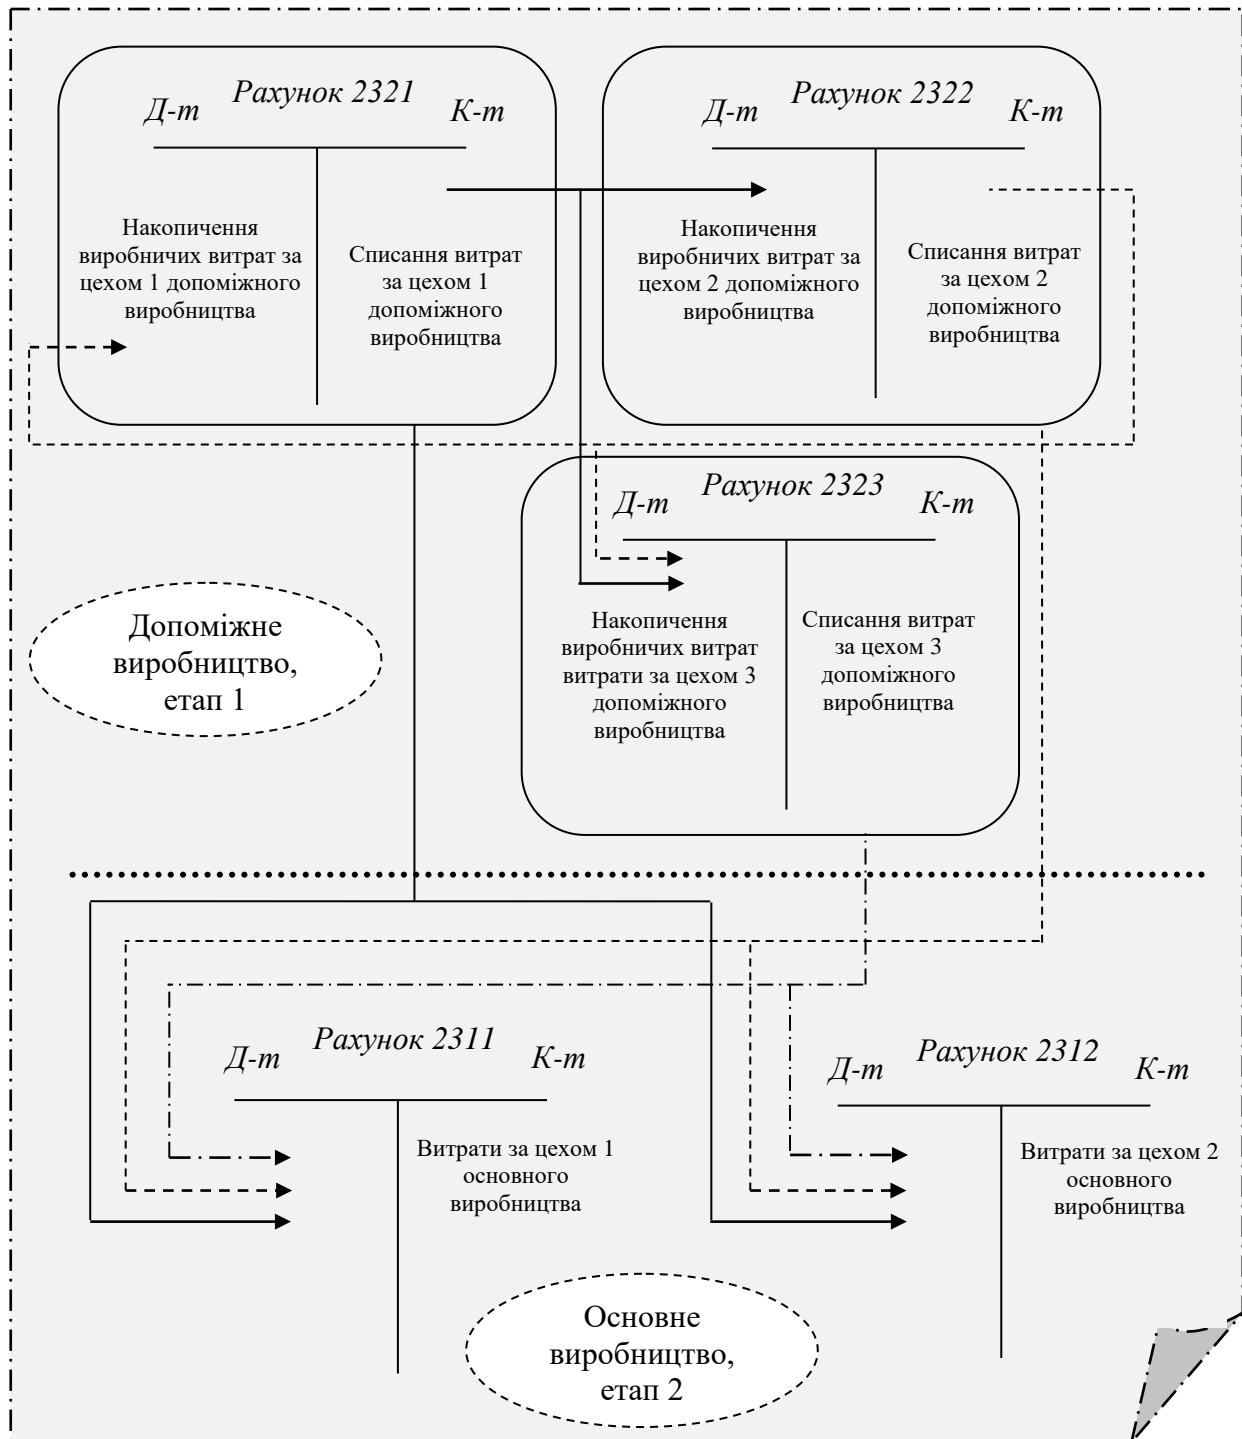 Рахунок 2321
Д-т
К-т
Накопичення
виробничих витрат за
цехом 1 допоміжного
виробництва
Списання витрат
за цехом 1
допоміжного
виробництва
Рахунок 2322
Д-т
К-т
Накопичення
виробничих витрат за
цехом 2 допоміжного
виробництва
Списання витрат
за цехом 2
допоміжного
виробництва
Рахунок 2323
Д-т
К-т
Накопичення
виробничих витрат
витрати за цехом 3
допоміжного
виробництва
Списання витрат
за цехом 3
допоміжного
виробництва
Допоміжне
виробництво,
етап 1
Рахунок 2311
Д-т
К-т
Витрати за цехом 1
основного
виробництва
Рахунок 2312
Д-т
К-т
Витрати за цехом 2
основного
виробництва
Основне
виробництво,
етап 2